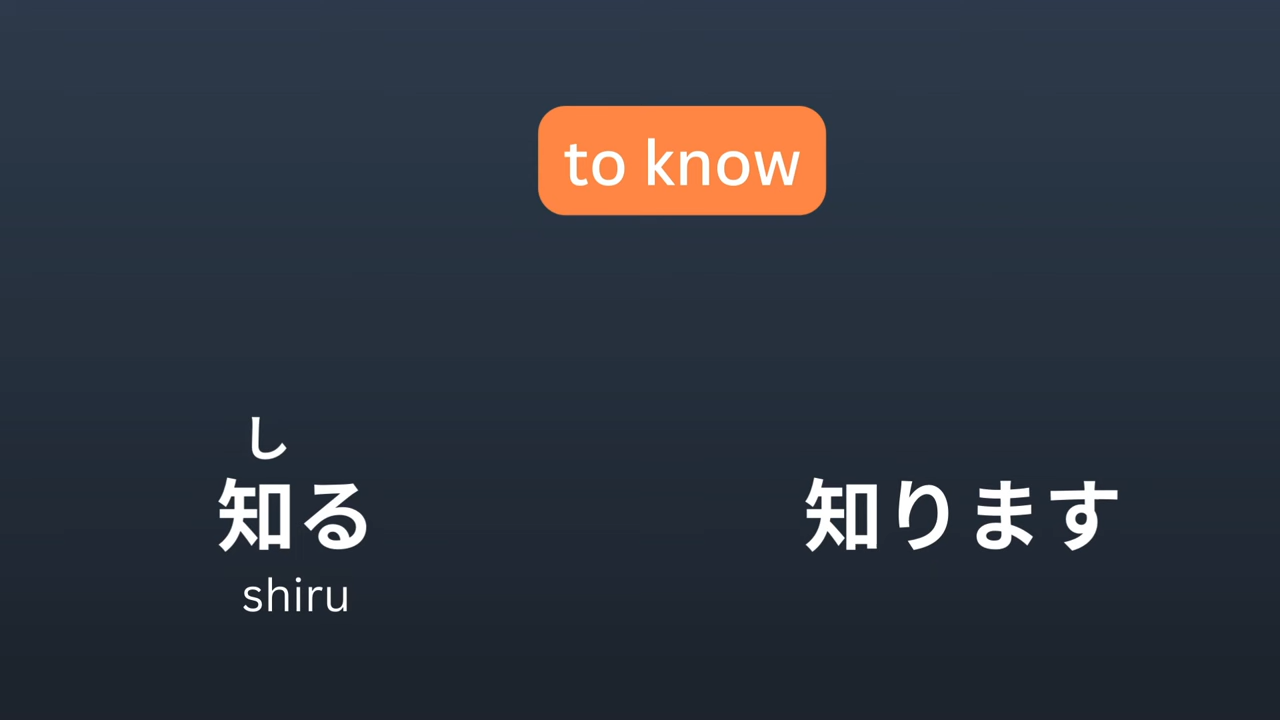 to know
し
知る
shiru
知ります